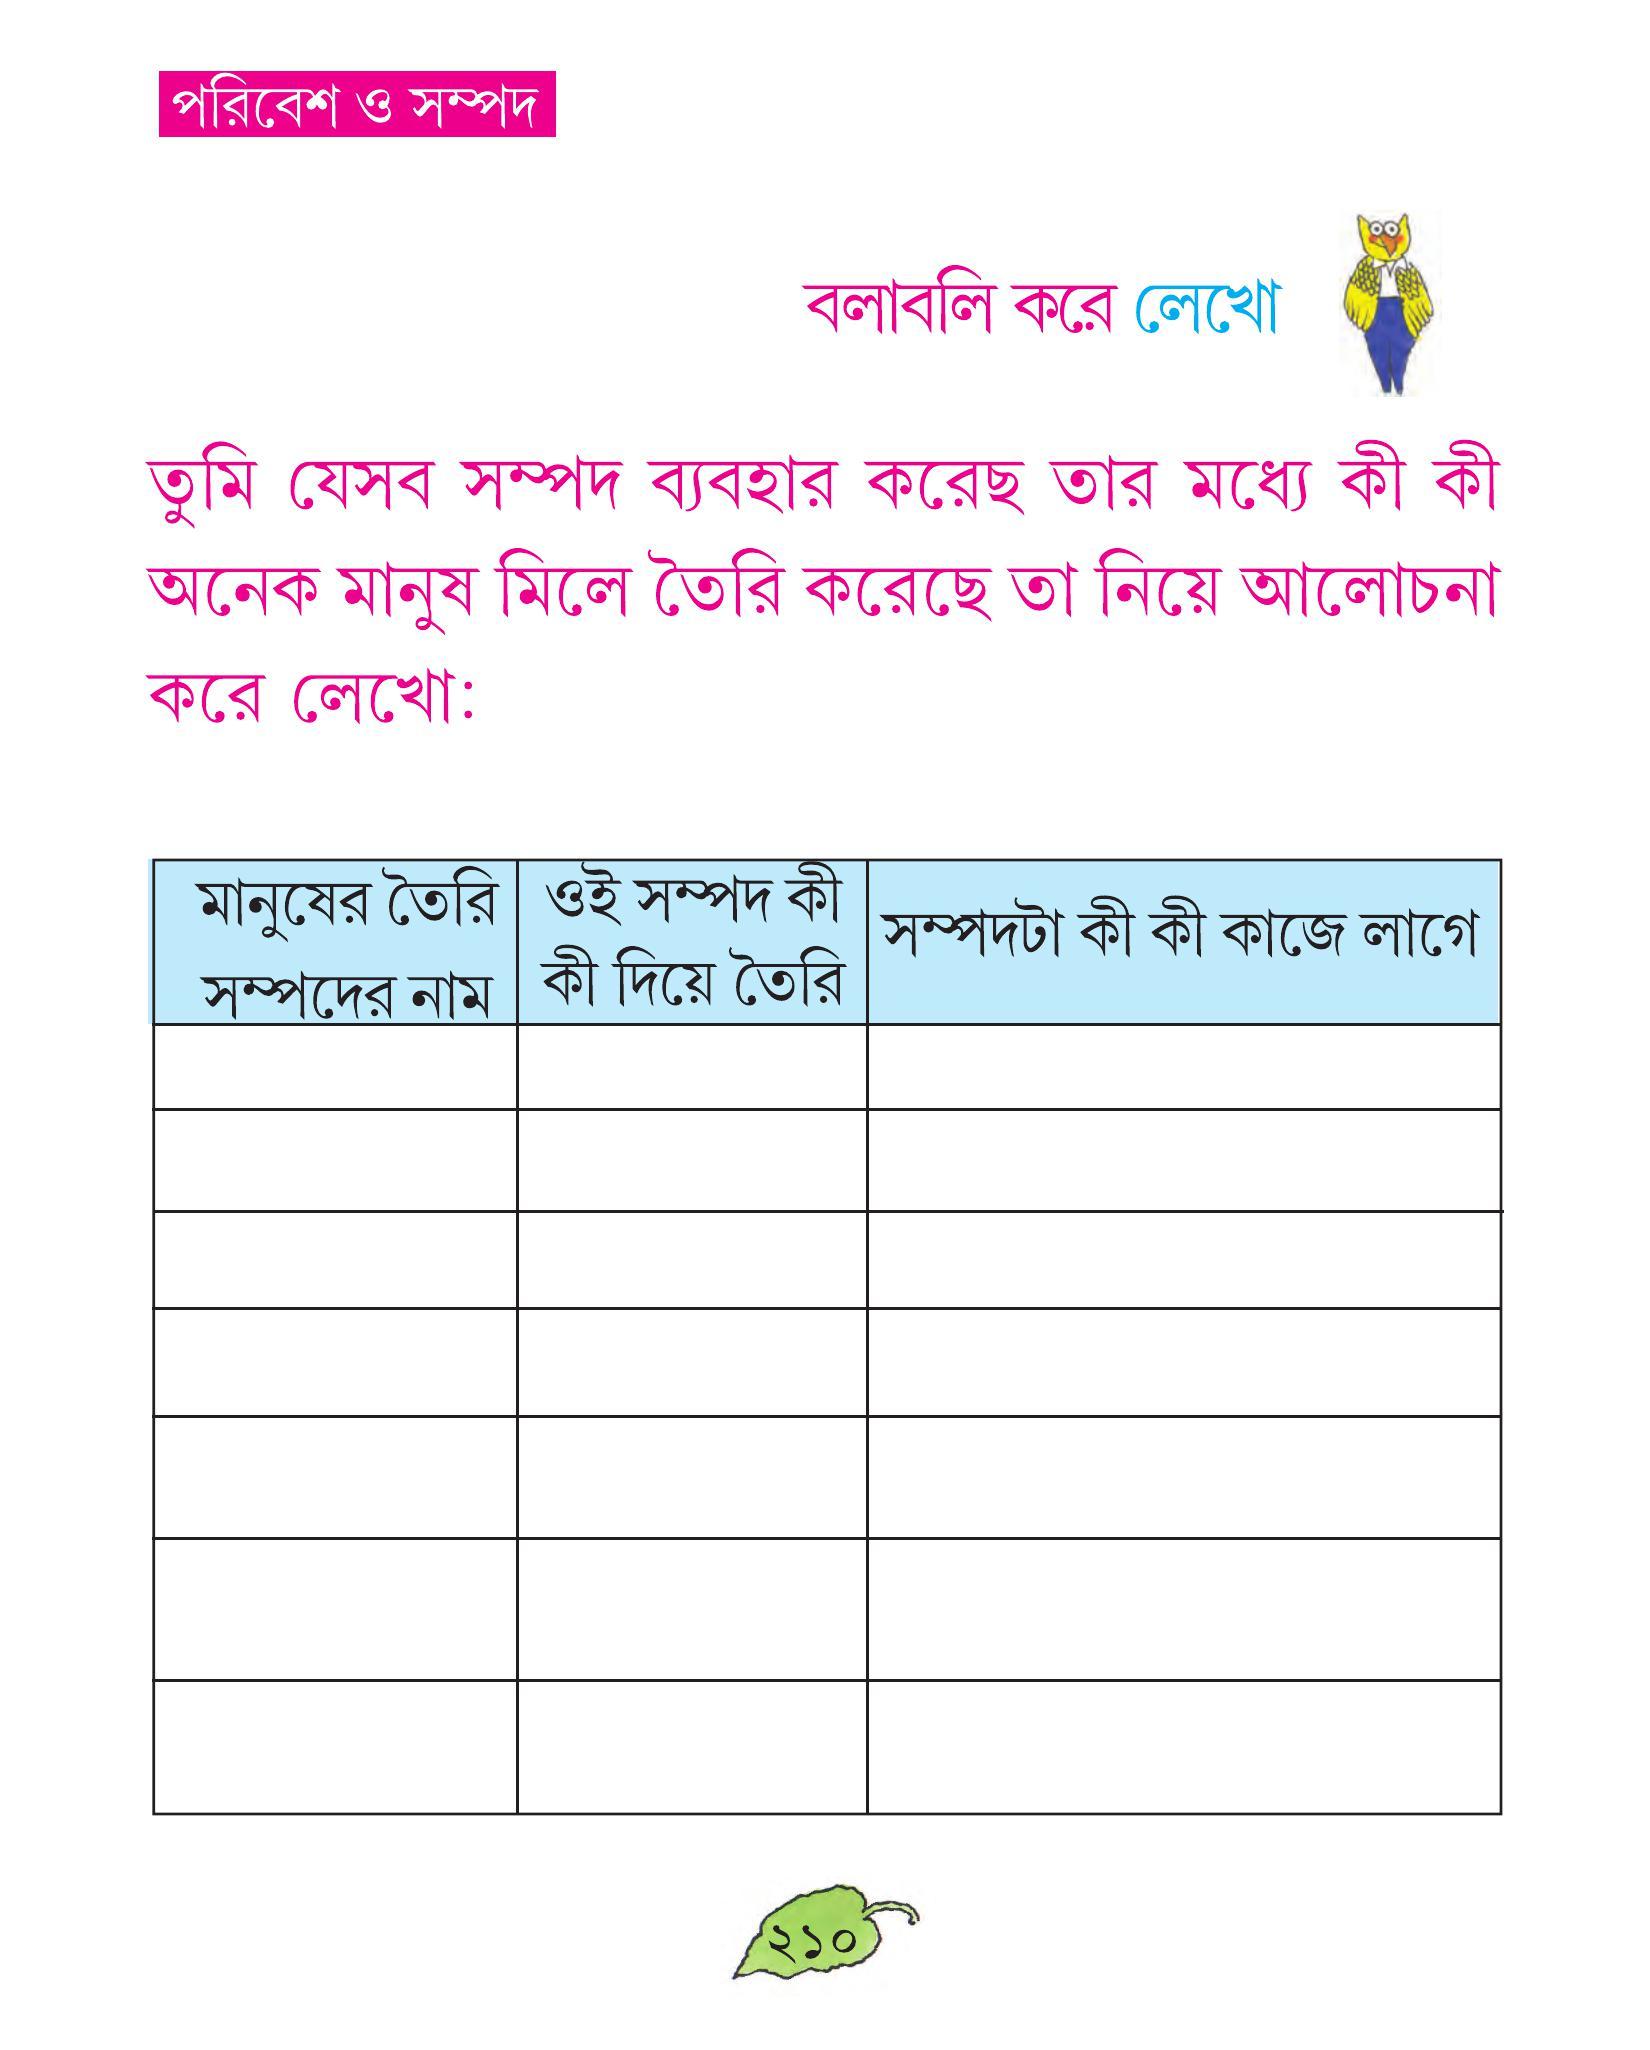 পরিবেশ ও সম্পদ
বলাবলি করে লেখো
তুমি যেসব সম্পদ ব্যবহার করেছ তার মধ্যে কী কী
অনেক মানুষ মিলে তৈরি করেছে তা নিয়ে আলোচনা
করে লেখো:
মানুষের তৈরি
সম্পদের নাম
ওই সম্পদ কী
কী দিয়ে তৈরি
সম্পদটা কী কী কাজে লাগে
২১০